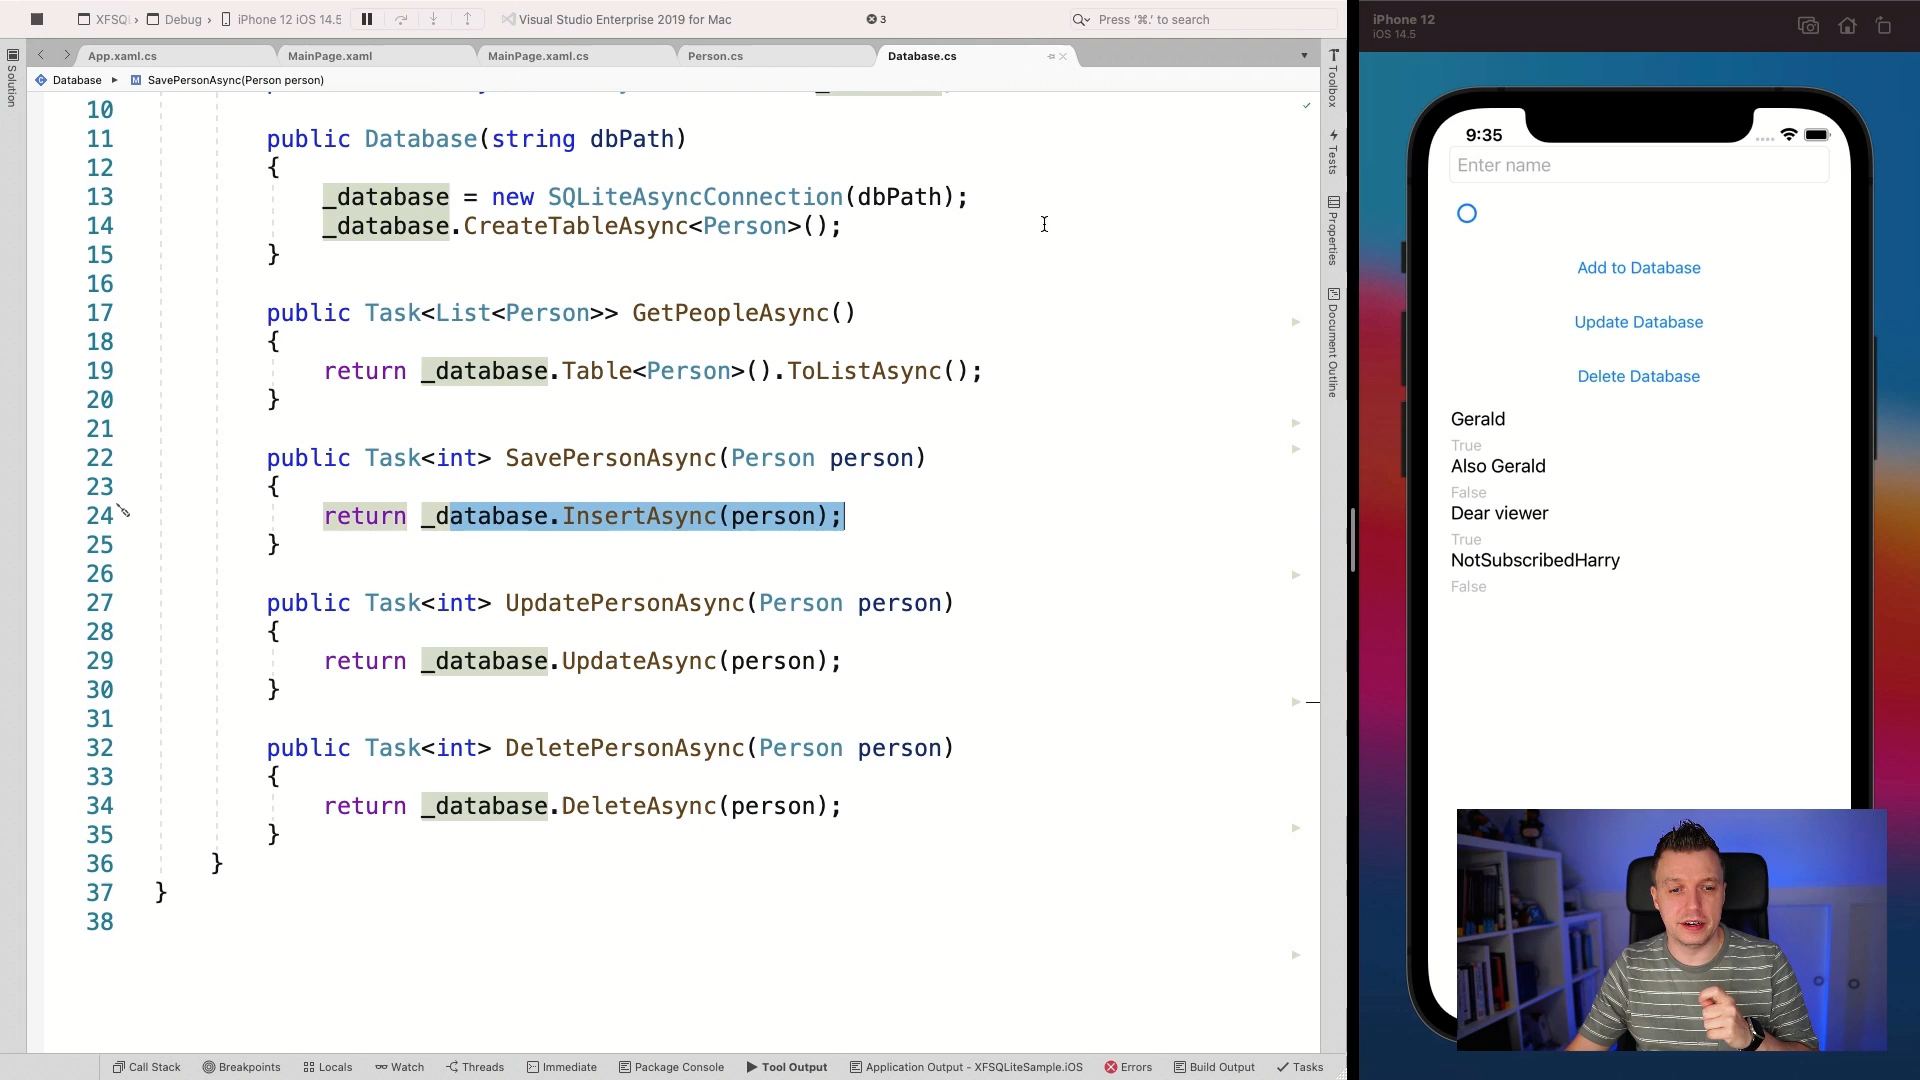 XFSQ › Debug › iPhone 12 iOS 14.5
Visual Studio Enterprise 2019 for Mac
3
Press '⌘.' to search
iPhone 12
iOS 14.5
Solution
App.xaml.cs
MainPage.xaml
MainPage.xaml.cs
Person.cs
Database.cs
Database ▸ SavePersonAsync(Person person)
10
11 public Database(string dbPath)
12 {
13 _database = new SQLiteAsyncConnection(dbPath);
14 _database.CreateTableAsync<Person>();
15 }
16
17 public Task<List<Person>> GetPeopleAsync()
18 {
19 return _database.Table<Person>().ToListAsync();
20 }
21
22 public Task<int> SavePersonAsync(Person person)
23 {
24 return _database.InsertAsync(person);
25 }
26
27 public Task<int> UpdatePersonAsync(Person person)
28 {
29 return _database.UpdateAsync(person);
30 }
31
32 public Task<int> DeletePersonAsync(Person person)
33 {
34 return _database.DeleteAsync(person);
35 }
36 }
37 }
38
Toolbox
Tests
Properties
Document Outline
9:35
Enter name
Add to Database
Update Database
Delete Database
Gerald
True
Also Gerald
False
Dear viewer
True
NotSubscribedHarry
False
Call Stack
Breakpoints
Locals
Watch
Threads
Immediate
Package Console
Tool Output
Application Output - XFSQLiteSample.iOS
Errors
Build Output
Tasks